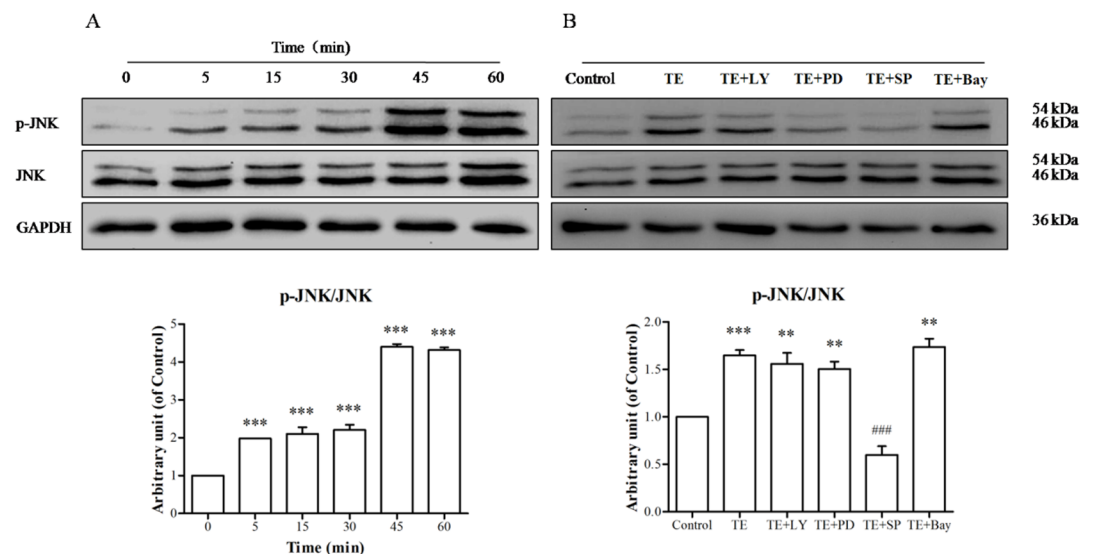 A
B
Time (min)
0 5 15 30 45 60
Control TE TE+LY TE+PD TE+SP TE+Bay
p-JNK
54 kDa
46 kDa
JNK
54 kDa
46 kDa
GAPDH
36 kDa
p-JNK/JNK
Arbitrary unit (of Control)
5
4
3
2
1
0
***
***
***
***
***
0 5 15 30 45 60
Time (min)
p-JNK/JNK
Arbitrary unit (of Control)
2.0
1.5
1.0
0.5
0.0
***
**
**
###
**
Control TE TE+LY TE+PD TE+SP TE+Bay